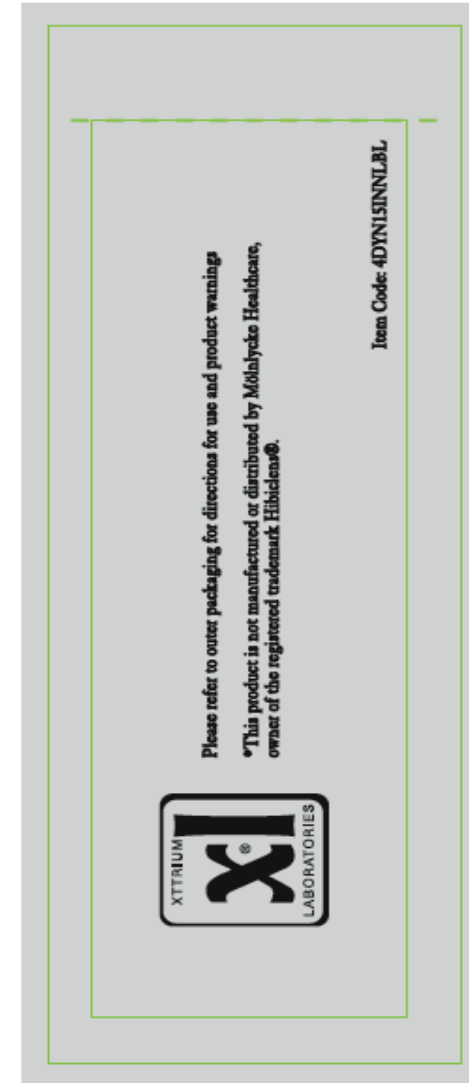 Please refer to outer packaging for directions for use and product warnings
*This product is not manufactured or distributed by Mölnlycke Healthcare,
owner of the registered trademark Hibiclens®.
Item Code: 4DYN15INNLBL
XTTRIUM
XL®
LABORATORIES